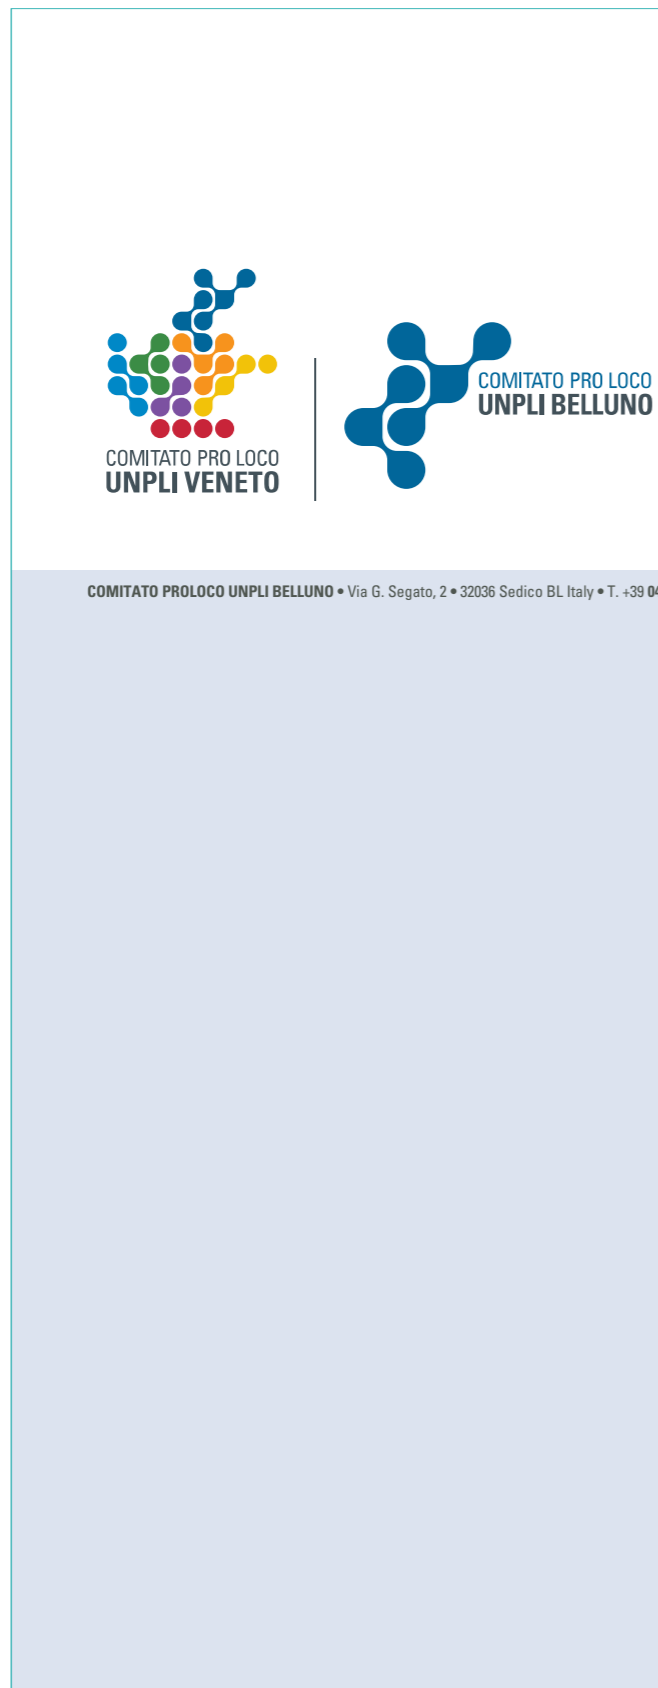 COMITATO PRO LOCO
UNPLI VENETO
COMITATO PRO LOCO
UNPLI BELLUNO
COMITATO PROLOCO UNPLI BELLUNO • Via G. Segato, 2 • 32036 Sedico BL Italy • T. +39 04